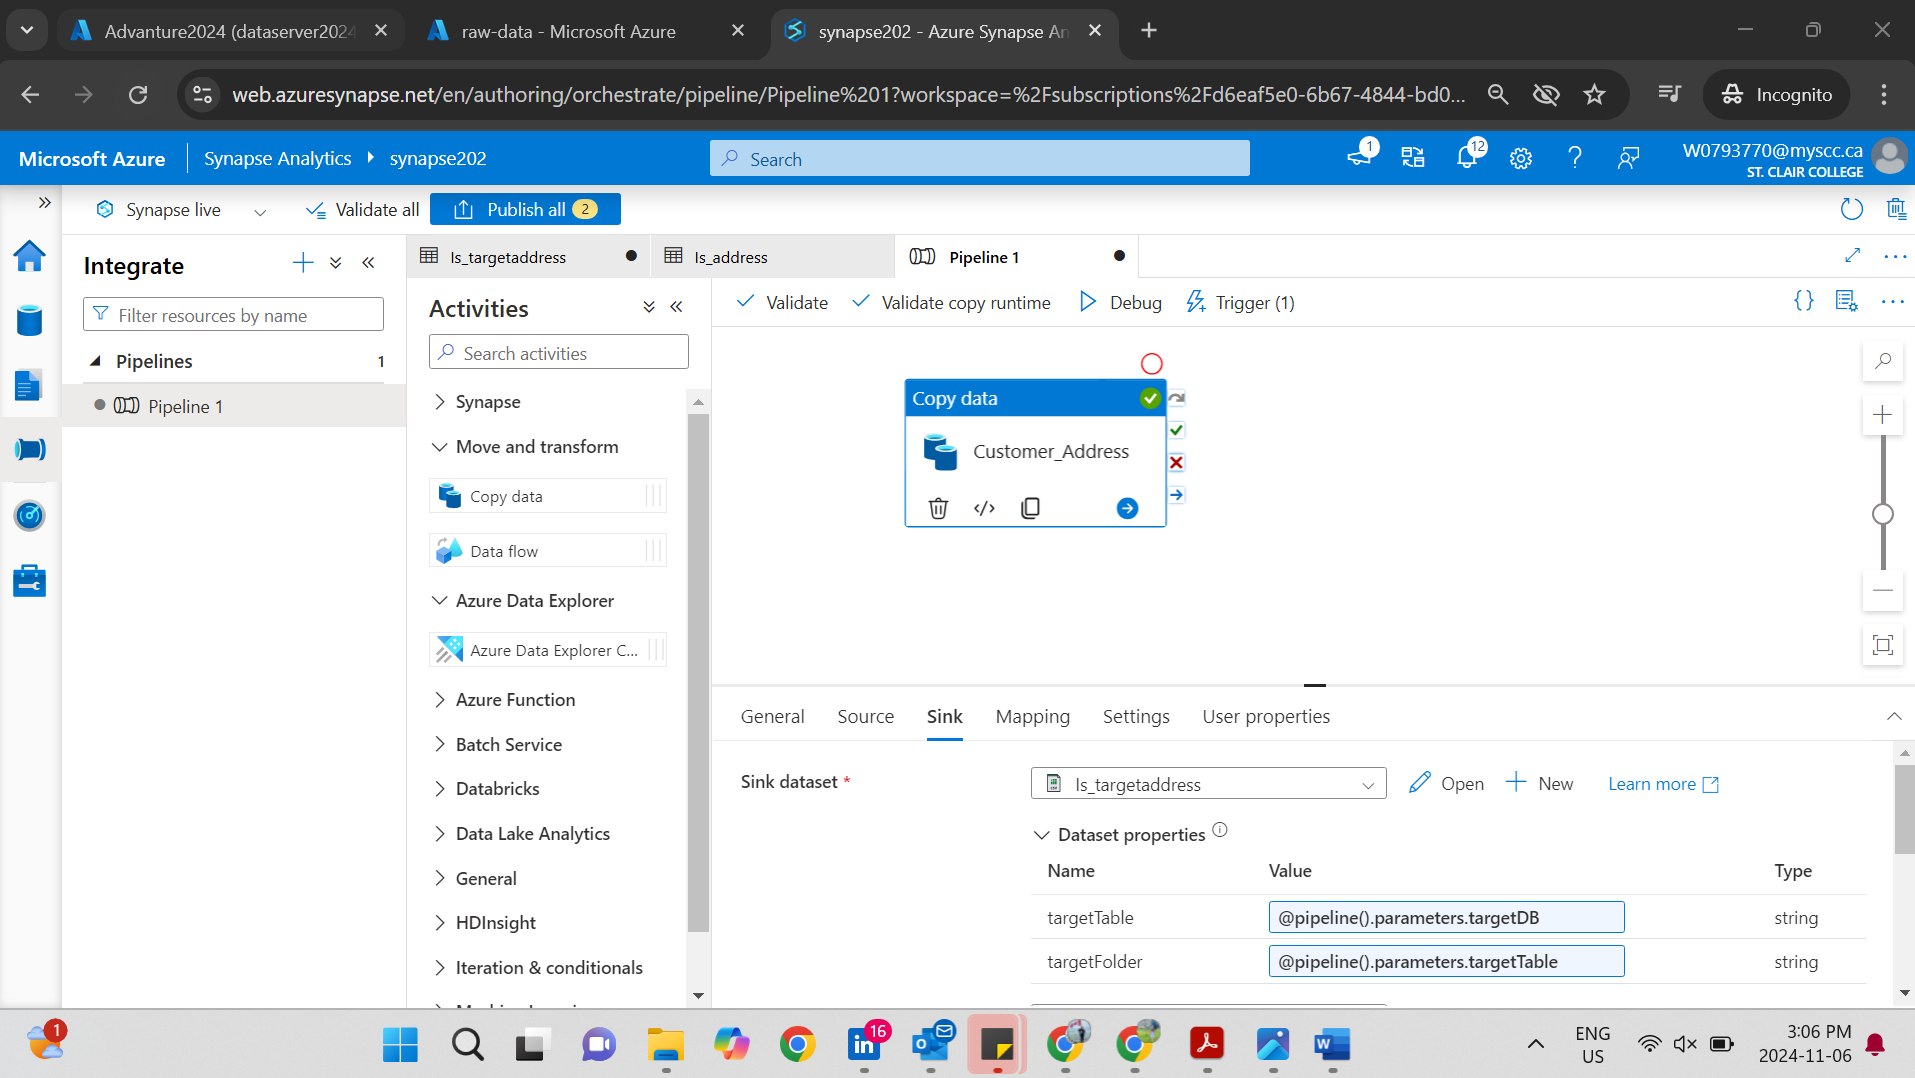 Advanture2024 (dataserver2024
raw-data - Microsoft Azure
synapse202 - Azure Synapse An
web.azuresynapse.net/en/authoring/orchestrate/pipeline/Pipeline%201?workspace=%2Fsubscriptions%2Fd6eaf5e0-6b67-4844-bd0...
Incognito
Microsoft Azure
Synapse Analytics
synapse202
Search
1
12
W0793770@myscc.ca
ST. CLAIR COLLEGE
Synapse live
Validate all
Publish all 2
Integrate
Filter resources by name
Pipelines 1
Pipeline 1
ls_targetaddress
ls_address
Pipeline 1
Activities
Search activities
Synapse
Move and transform
Copy data
Data flow
Azure Data Explorer
Azure Data Explorer C...
Azure Function
Batch Service
Databricks
Data Lake Analytics
General
HDInsight
Iteration & conditionals
Validate
Validate copy runtime
Debug
Trigger (1)
Copy data
Customer_Address
General
Source
Sink
Mapping
Settings
User properties
Sink dataset *
ls_targetaddress
Open
New
Learn more
Dataset properties
Name Value Type
targetTable @pipeline().parameters.targetDB string
targetFolder @pipeline().parameters.targetTable string
1
16
ENG
US
3:06 PM
2024-11-06